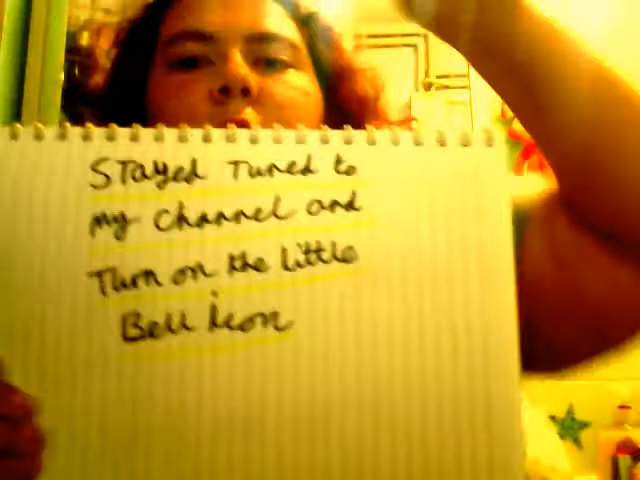 Stayed Tuned to
my channel and
Turn on the little
Bell icon